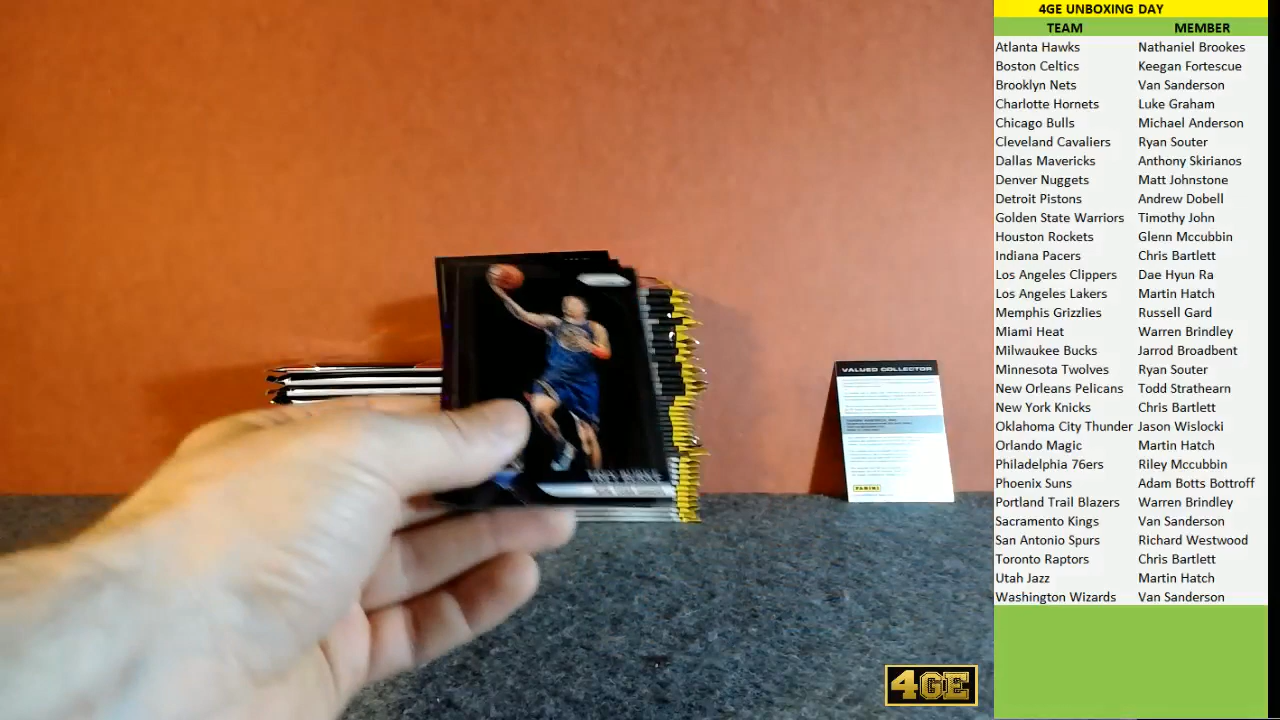 4GE UNBOXING DAY
TEAM MEMBER
Atlanta Hawks Nathaniel Brookes
Boston Celtics Keegan Fortescue
Brooklyn Nets Van Sanderson
Charlotte Hornets Luke Graham
Chicago Bulls Michael Anderson
Cleveland Cavaliers Ryan Souter
Dallas Mavericks Anthony Skirianos
Denver Nuggets Matt Johnstone
Detroit Pistons Andrew Dobell
Golden State Warriors Timothy John
Houston Rockets Glenn Mccubbin
Indiana Pacers Chris Bartlett
Los Angeles Clippers Dae Hyun Ra
Los Angeles Lakers Martin Hatch
Memphis Grizzlies Russell Gard
Miami Heat Warren Brindley
Milwaukee Bucks Jarrod Broadbent
Minnesota Twolves Ryan Souter
New Orleans Pelicans Todd Strathearn
New York Knicks Chris Bartlett
Oklahoma City Thunder Jason Wislocki
Orlando Magic Martin Hatch
Philadelphia 76ers Riley Mccubbin
Phoenix Suns Adam Botts Bottroff
Portland Trail Blazers Warren Brindley
Sacramento Kings Van Sanderson
San Antonio Spurs Richard Westwood
Toronto Raptors Chris Bartlett
Utah Jazz Martin Hatch
Washington Wizards Van Sanderson
VALUED COLLECTOR
PANINI
4GE